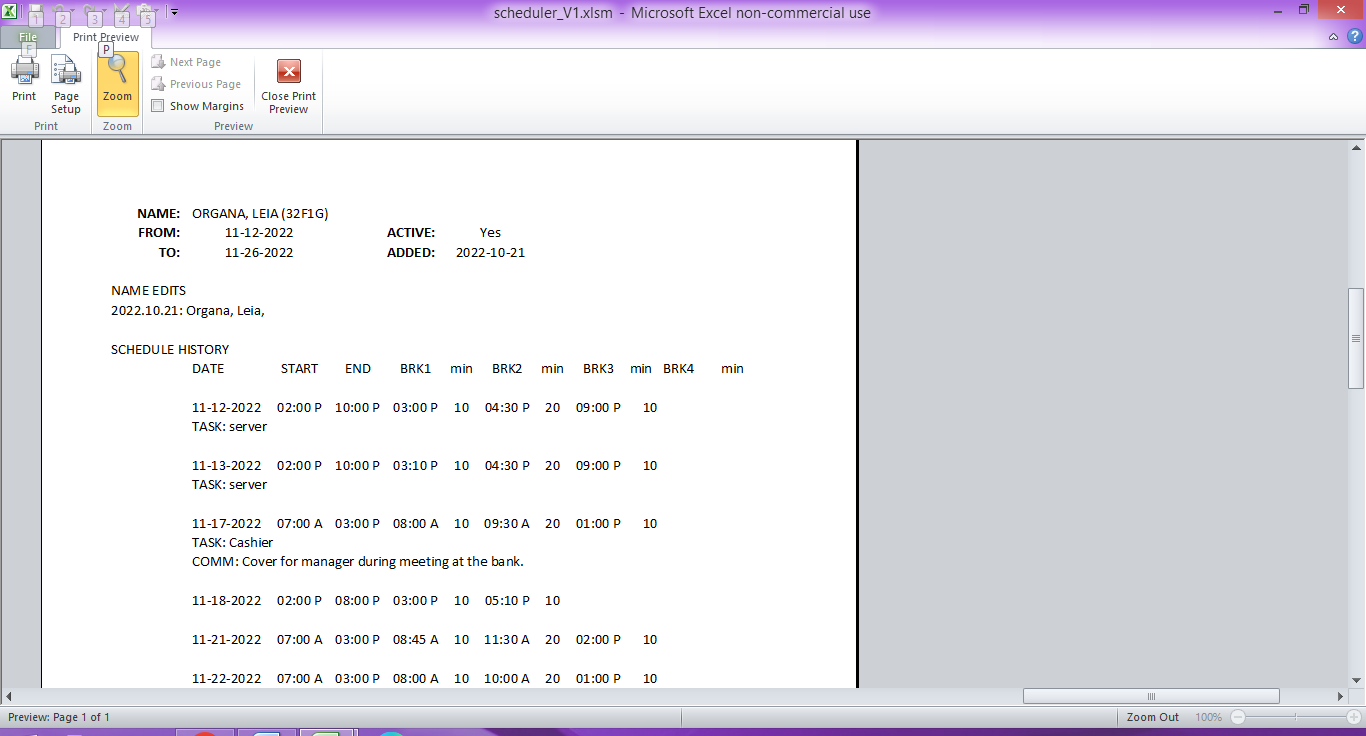 scheduler_V1.xlsm - Microsoft Excel non-commercial use
1 2 3 4 5
File Print Preview
F P
Print
Page Setup
Zoom
Next Page
Previous Page
Show Margins
Close Print Preview
Print Zoom Preview
NAME: ORGANA, LEIA (32F1G)
FROM: 11-12-2022 ACTIVE: Yes
TO: 11-26-2022 ADDED: 2022-10-21
NAME EDITS
2022.10.21: Organa, Leia,
SCHEDULE HISTORY
DATE START END BRK1 min BRK2 min BRK3 min BRK4 min
11-12-2022 02:00 P 10:00 P 03:00 P 10 04:30 P 20 09:00 P 10
TASK: server
11-13-2022 02:00 P 10:00 P 03:10 P 10 04:30 P 20 09:00 P 10
TASK: server
11-17-2022 07:00 A 03:00 P 08:00 A 10 09:30 A 20 01:00 P 10
TASK: Cashier
COMM: Cover for manager during meeting at the bank.
11-18-2022 02:00 P 08:00 P 03:00 P 10 05:10 P 10
11-21-2022 07:00 A 03:00 P 08:45 A 10 11:30 A 20 02:00 P 10
11-22-2022 07:00 A 03:00 P 08:00 A 10 10:00 A 20 01:00 P 10
Preview: Page 1 of 1 Zoom Out 100%